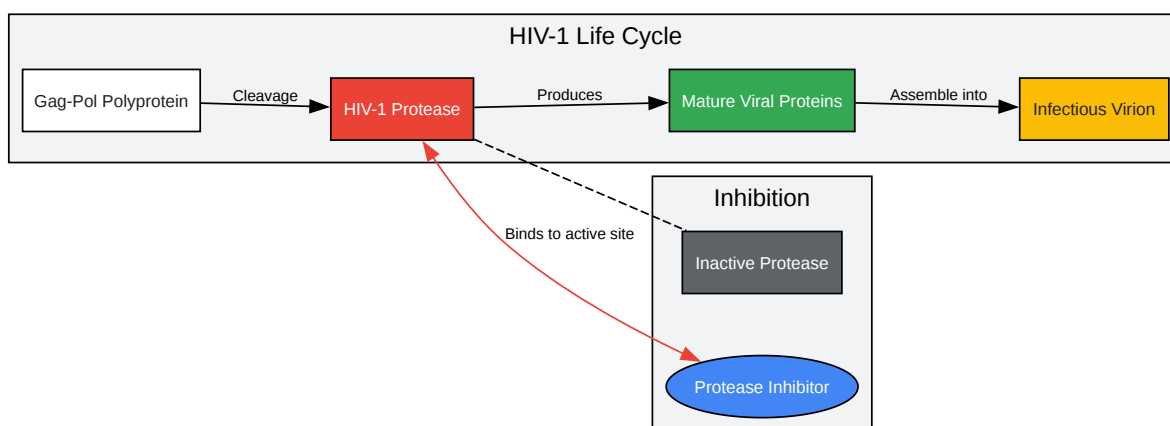 HIV-1 Life Cycle
Gag-Pol Polyprotein
Cleavage
HIV-1 Protease
Produces
Mature Viral Proteins
Assemble into
Infectious Virion
Inhibition
Binds to active site
Inactive Protease
Protease Inhibitor